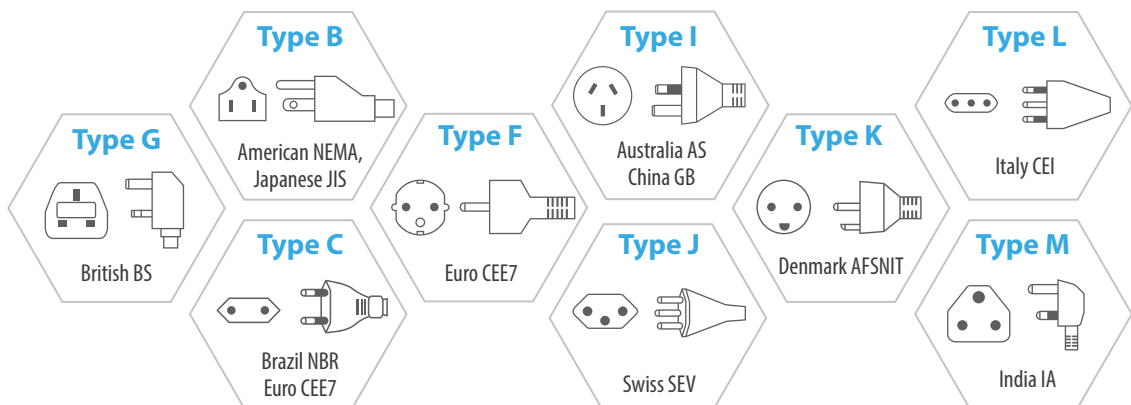 Type G
British BS
Type B
American NEMA,
Japanese JIS
Type C
Brazil NBR
Euro CEE7
Type F
Euro CEE7
Type I
Australia AS
China GB
Type J
Swiss SEV
Type K
Denmark AFSNIT
Type L
Italy CEI
Type M
India IA